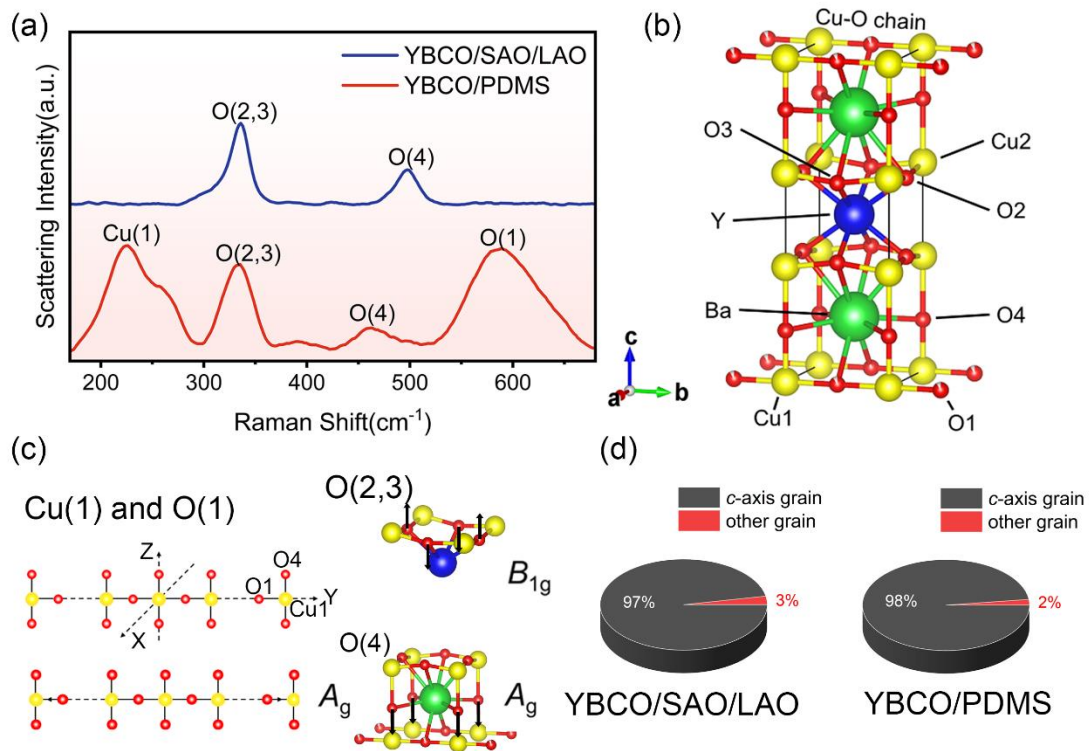 (a)
YBCO/SAO/LAO
YBCO/PDMS
O(2,3)
O(4)
Cu(1)
O(2,3)
O(4)
O(1)
Scattering Intensity(a.u.)
200 300 400 500 600
Raman Shift(cm⁻¹)
(b)
Cu-O chain
O3
Cu2
Y
O2
Ba
O4
Cu1
O1
c
a
b
(c)
Cu(1) and O(1)
Z
O4
O1
Y
Cu1
X
Ag
O(2,3)
B1g
O(4)
Ag
(d)
c-axis grain
other grain
97%
3%
YBCO/SAO/LAO
c-axis grain
other grain
98%
2%
YBCO/PDMS